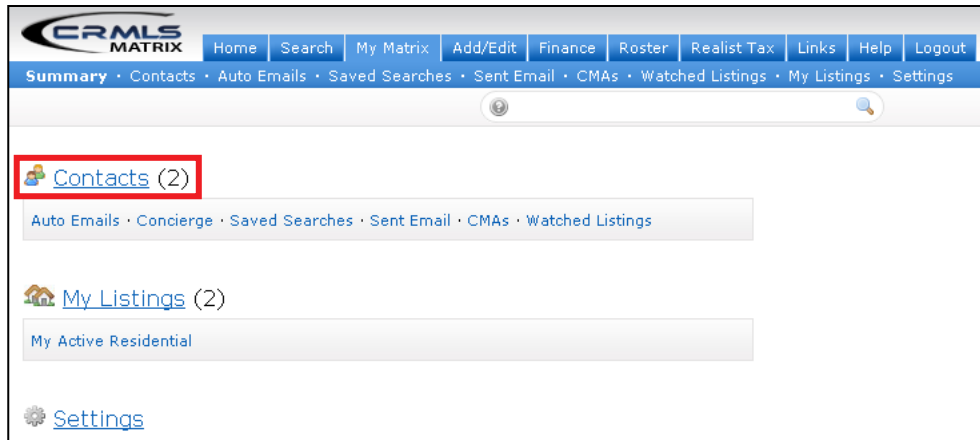 CRMLS
MATRIX
Home Search My Matrix Add/Edit Finance Roster Realist Tax Links Help Logout
Summary · Contacts · Auto Emails · Saved Searches · Sent Email · CMAs · Watched Listings · My Listings · Settings
?
Contacts (2)
Auto Emails · Concierge · Saved Searches · Sent Email · CMAs · Watched Listings
My Listings (2)
My Active Residential
Settings